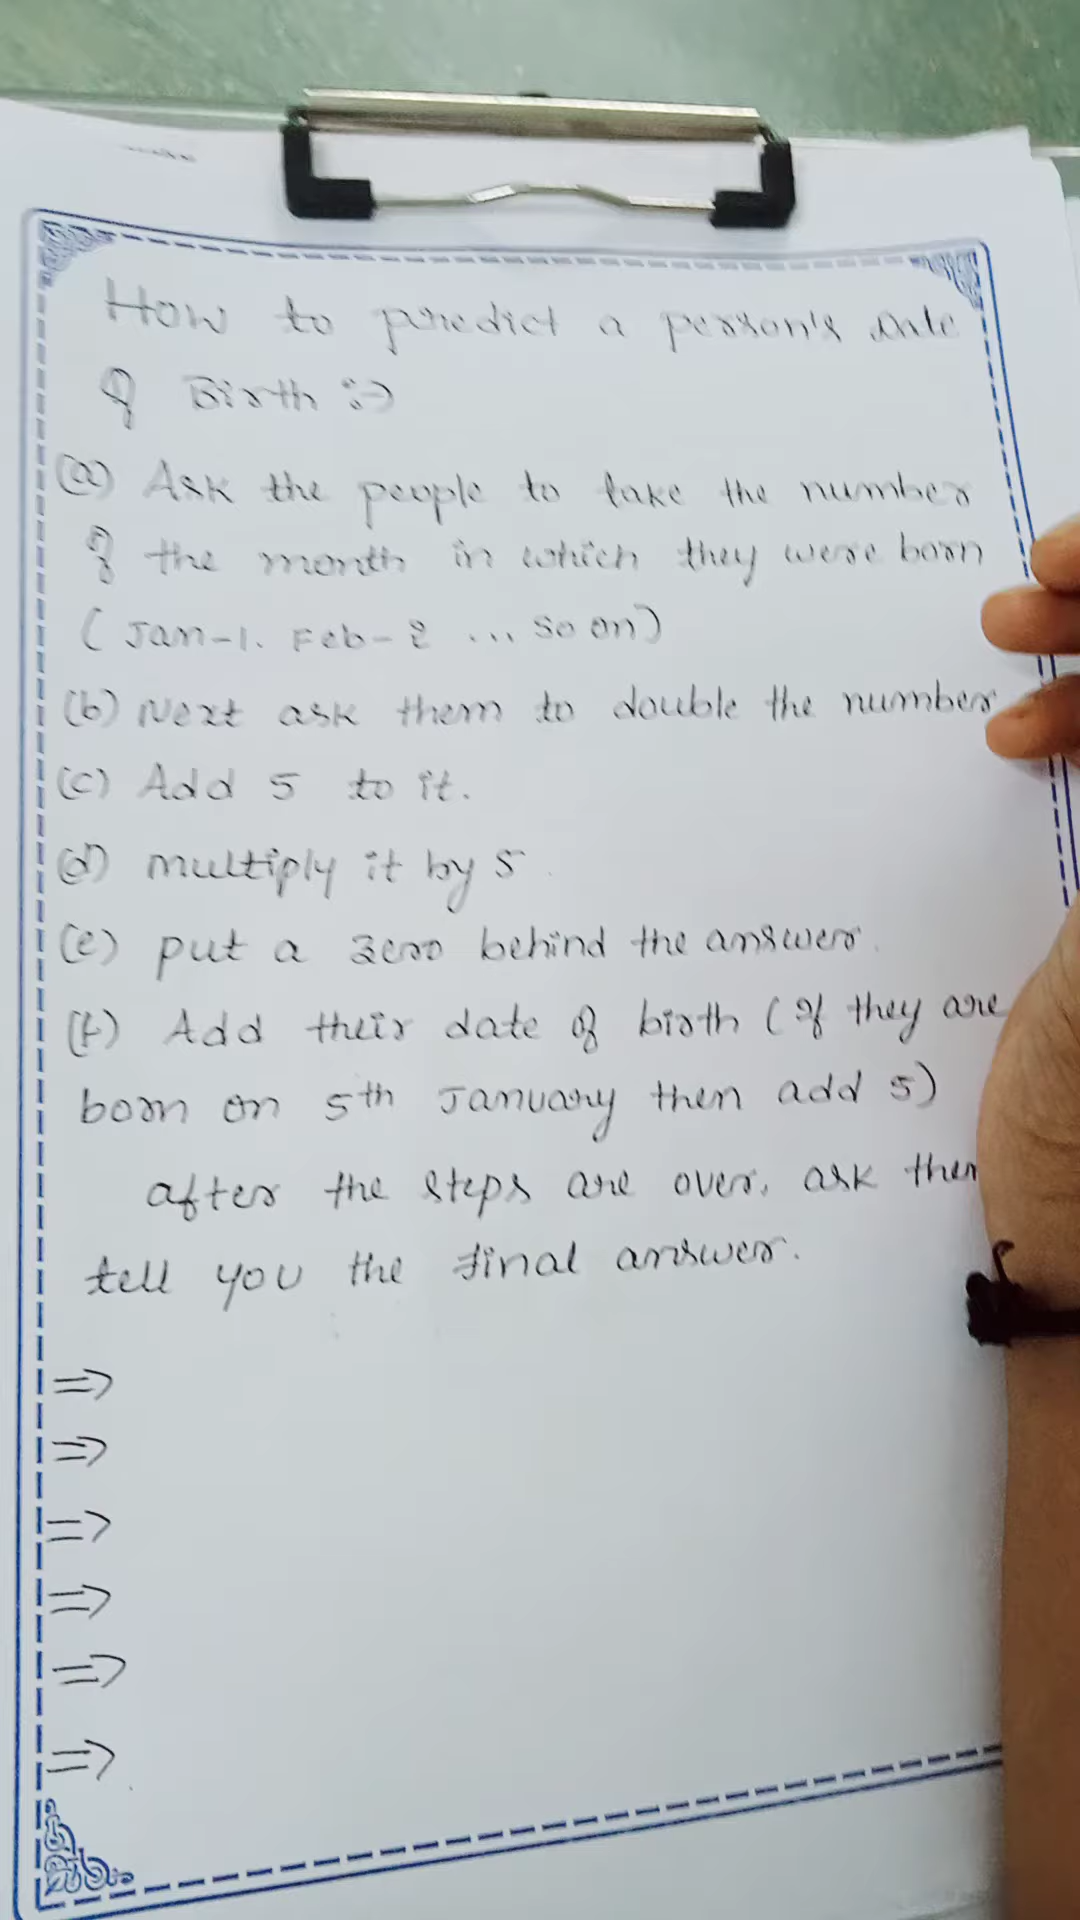 How to predict a person's Date
of Birth :-)
(a) Ask the people to take the number
of the month in which they were born
(Jan-1. Feb-2 ... so on)
(b) Next ask them to double the number
(c) Add 5 to it.
(d) multiply it by 5.
(e) put a zero behind the answer.
(f) Add their date of birth (If they are
born on 5th January then add 5)
after the steps are over, ask them
tell you the final answer.
⇒
⇒
⇒
⇒
⇒
⇒